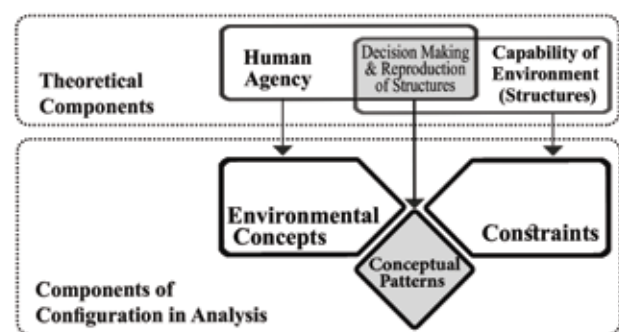 Theoretical
Components
Human
Agency
Decision Making
& Reproduction
of Structures
Capability of
Environment
(Structures)
Environmental
Concepts
Constraints
Conceptual
Patterns
Components of
Configuration in Analysis